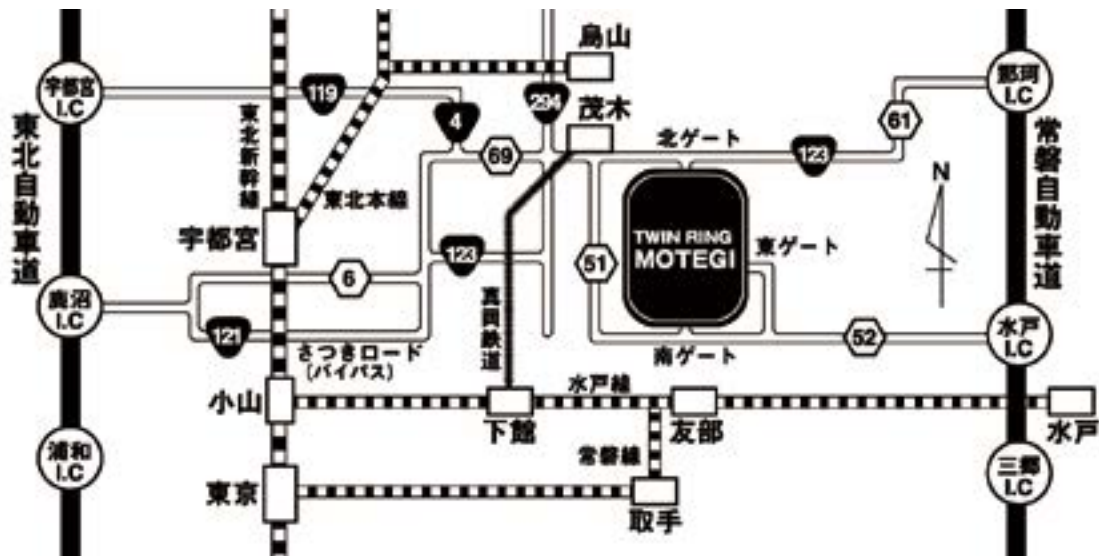 烏山
宇都宮
I.C
119
294
茂木
那珂
I.C
4
61
東北自動車道
東北新幹線
69
北ゲート
123
常磐自動車道
東北本線
N
宇都宮
TWIN RING
MOTEGI
東ゲート
123
51
6
鹿沼
I.C
真岡鉄道
水戸
I.C
121
52
さつきロード
(バイパス)
南ゲート
小山
水戸線
下館
友部
水戸
浦和
I.C
常磐線
三郷
I.C
東京
取手